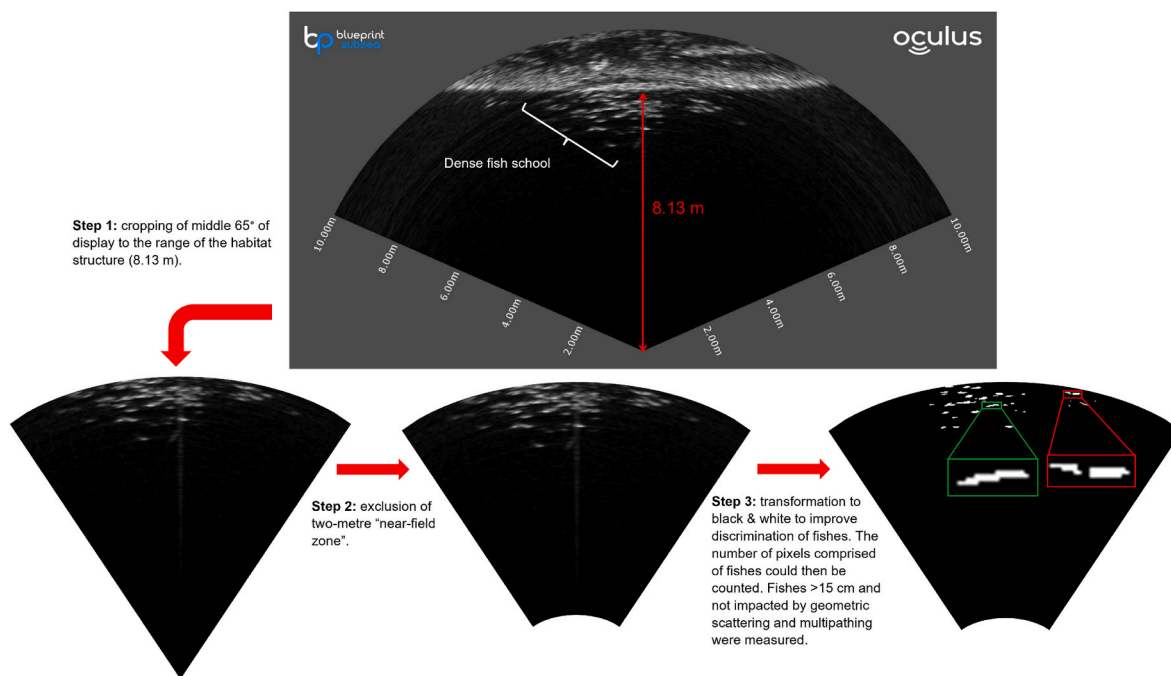 bp blueprint
subsea
oculus
Dense fish school
8.13 m
10.00m
8.00m
6.00m
4.00m
2.00m
2.00m
4.00m
6.00m
8.00m
10.00m
Step 1: cropping of middle 65° of
display to the range of the habitat
structure (8.13 m).
Step 2: exclusion of
two-metre “near-field
zone”.
Step 3: transformation to
black & white to improve
discrimination of fishes. The
number of pixels comprised
of fishes could then be
counted. Fishes >15 cm and
not impacted by geometric
scattering and multipathing
were measured.